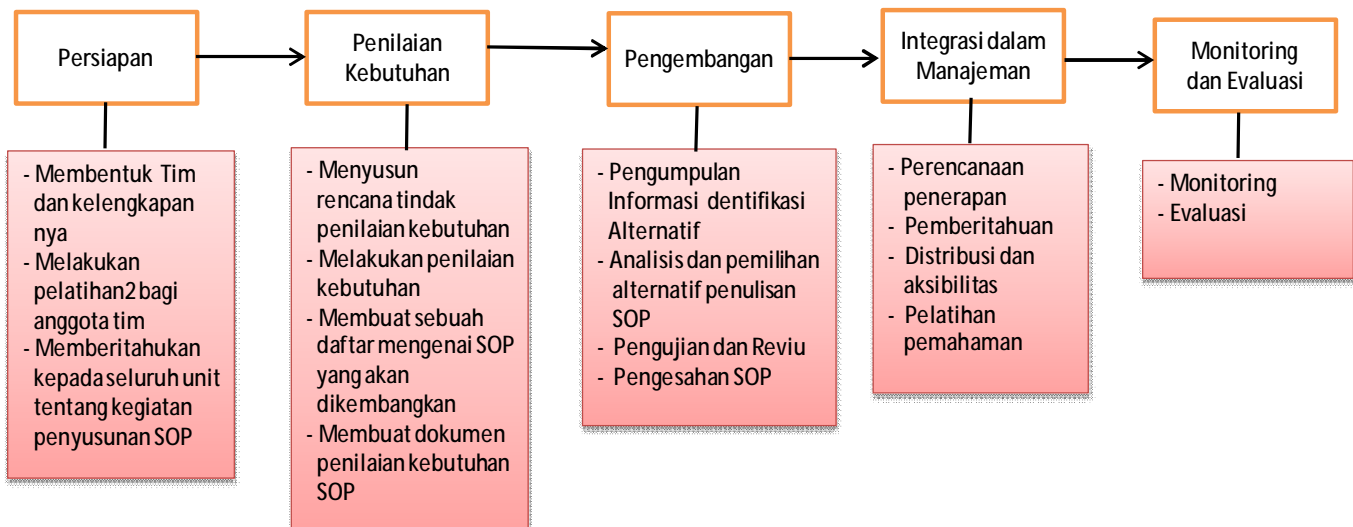 Persiapan
Penilaian
Kebutuhan
Pengembangan
Integrasi dalam
Manajeman
Monitoring
dan Evaluasi
- Membentuk Tim
dan kelengkapan
nya
- Melakukan
pelatihan2 bagi
anggota tim
- Memberitahukan
kepada seluruh unit
tentang kegiatan
penyusunan SOP
- Menyusun
rencana tindak
penilaian kebutuhan
- Melakukan penilaian
kebutuhan
- Membuat sebuah
daftar mengenai SOP
yang akan
dikembangkan
- Membuat dokumen
penilaian kebutuhan
SOP
- Pengumpulan
Informasi dentifikasi
Alternatif
- Analisis dan pemilihan
alternatif penulisan
SOP
- Pengujian dan Reviu
- Pengesahan SOP
- Perencanaan
penerapan
- Pemberitahuan
- Distribusi dan
aksibilitas
- Pelatihan
pemahaman
- Monitoring
- Evaluasi